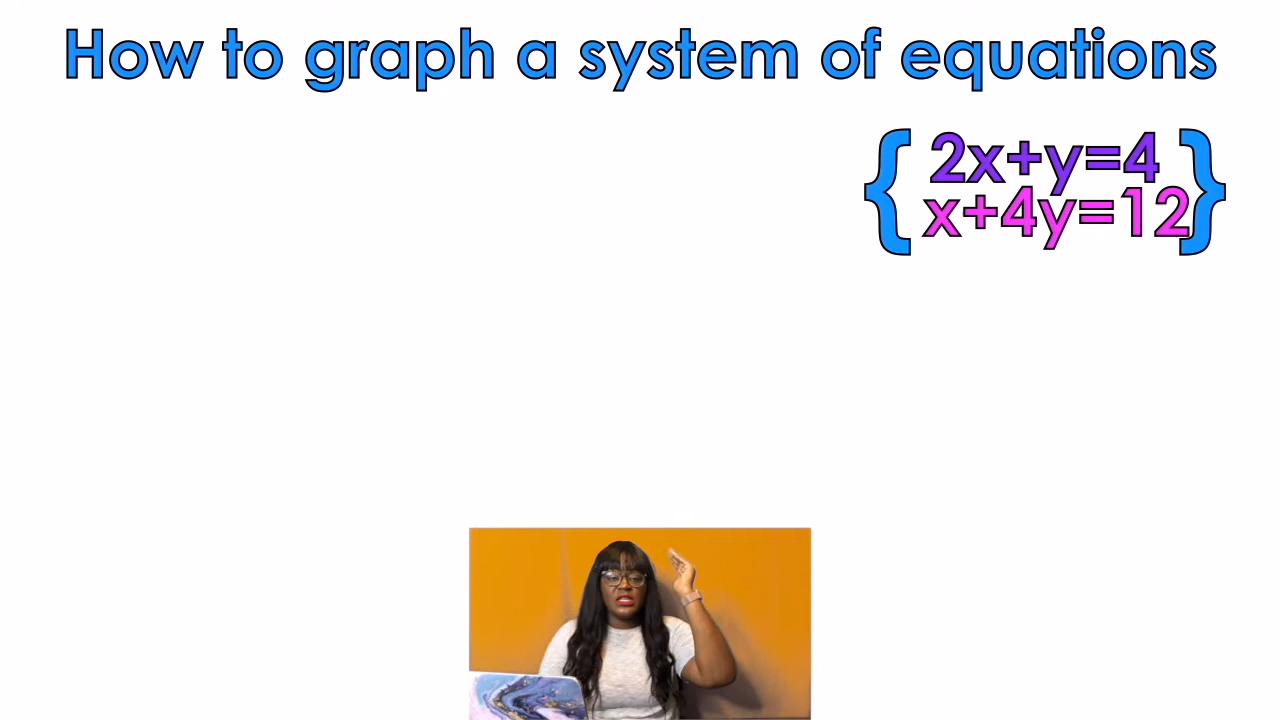 How to graph a system of equations
{ 2x+y=4 }
x+4y=12